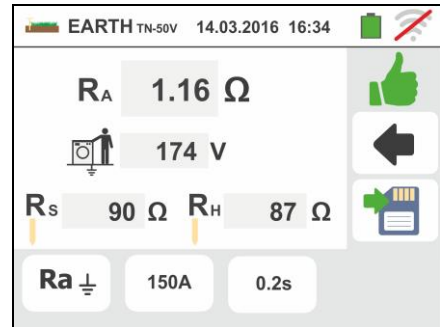 EARTH TN-50V 14.03.2016 16:34
RA 1.16 Ω
174 V
RS 90 Ω RH 87 Ω
Ra 150A 0.2s